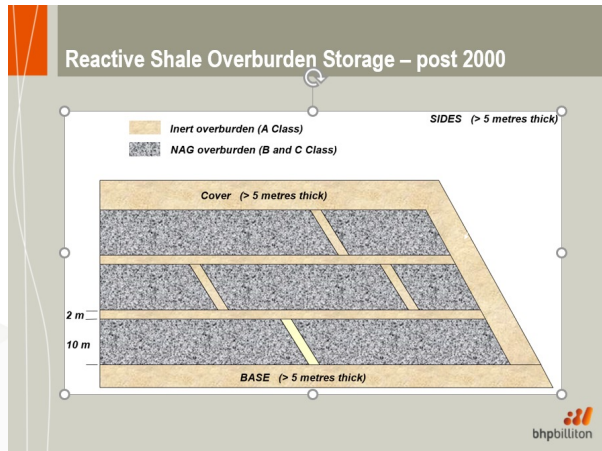 Reactive Shale Overburden Storage – post 2000
SIDES (> 5 metres thick)
Inert overburden (A Class)
NAG overburden (B and C Class)
Cover (> 5 metres thick)
2 m
10 m
BASE (> 5 metres thick)
bhpbilliton